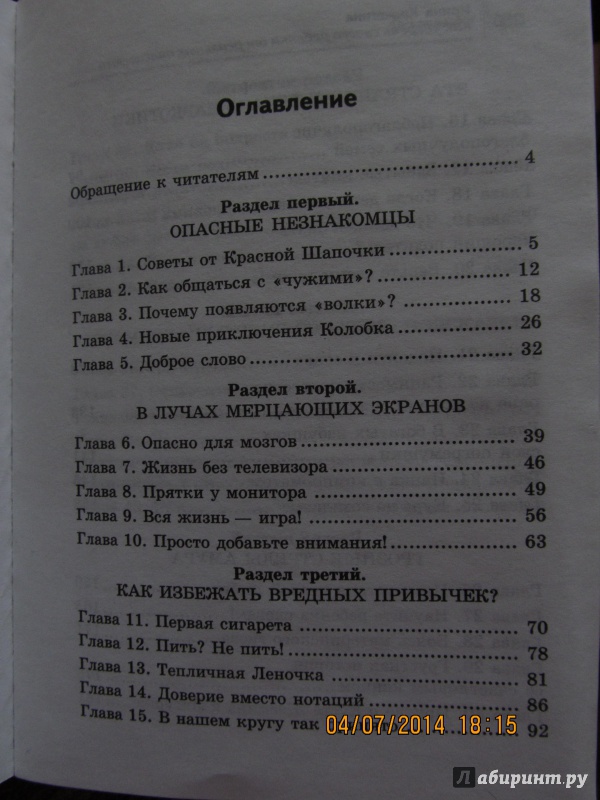 Оглавление
Обращение к читателям 4
Раздел первый.
ОПАСНЫЕ НЕЗНАКОМЦЫ
Глава 1. Советы от Красной Шапочки 5
Глава 2. Как общаться с «чужими»? 12
Глава 3. Почему появляются «волки»? 18
Глава 4. Новые приключения Колобка 26
Глава 5. Доброе слово 32
Раздел второй.
В ЛУЧАХ МЕРЦАЮЩИХ ЭКРАНОВ
Глава 6. Опасно для мозгов 39
Глава 7. Жизнь без телевизора 46
Глава 8. Прятки у монитора 49
Глава 9. Вся жизнь — игра! 56
Глава 10. Просто добавьте внимания! 63
Раздел третий.
КАК ИЗБЕЖАТЬ ВРЕДНЫХ ПРИВЫЧЕК?
Глава 11. Первая сигарета 70
Глава 12. Пить? Не пить! 78
Глава 13. Тепличная Леночка 81
Глава 14. Доверие вместо нотаций 86
Глава 15. В нашем кругу так 92
04/07/2014 18:15
Лабиринт.ру